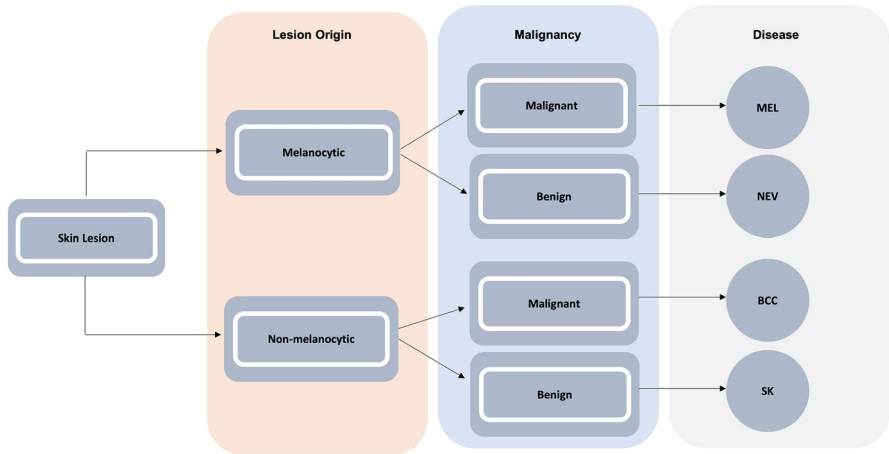 Lesion Origin
Malignancy
Disease
Skin Lesion
Melanocytic
Malignant
MEL
Benign
NEV
Non-melanocytic
Malignant
BCC
Benign
SK